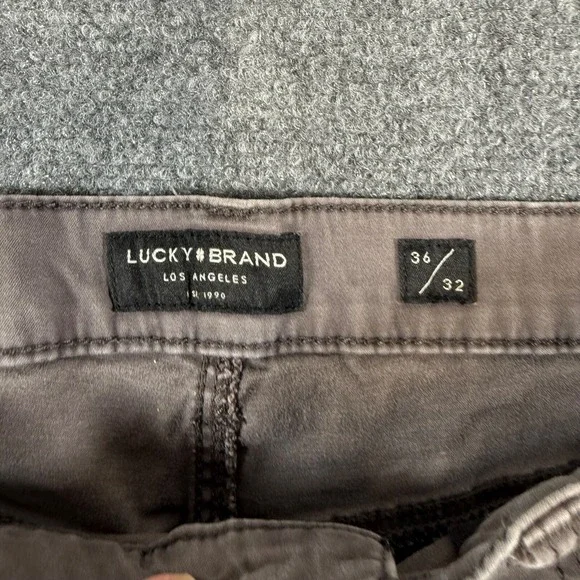 LUCKY BRAND
LOS ANGELES
EST 1990
36
/
32